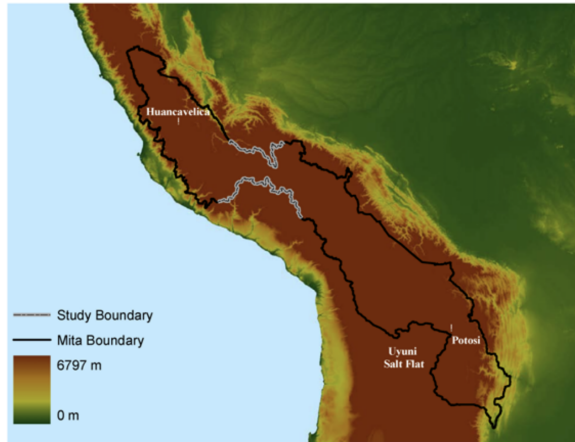 Huancavelica
Study Boundary
Mita Boundary
6797 m
0 m
Uyuni
Salt Flat
Potosi